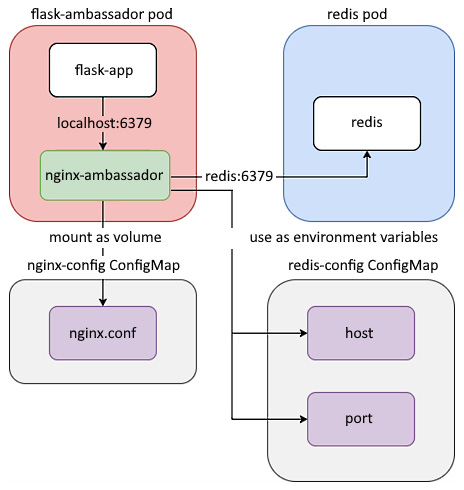 flask-ambassador pod
redis pod
flask-app
localhost:6379
redis
nginx-ambassador
redis:6379
mount as volume
use as environment variables
nginx-config ConfigMap
redis-config ConfigMap
nginx.conf
host
port